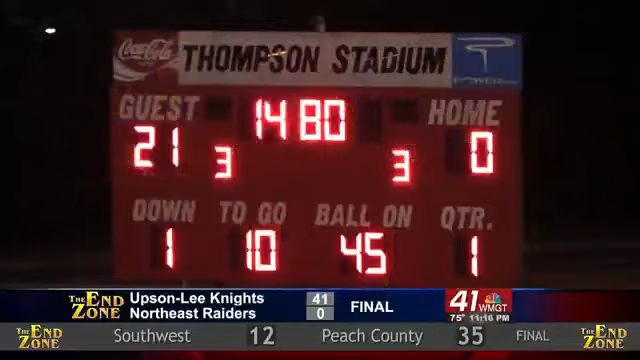 Coca-Cola THOMPSON STADIUM POWER
GUEST 1480 HOME
21 3 3 0
DOWN TO GO BALL ON QTR.
1 10 45 1
THE END ZONE Upson-Lee Knights 41 FINAL 41 WMGT
Northeast Raiders 0 75° 11:16 PM
THE END ZONE Southwest 12 Peach County 35 FINAL THE END ZONE